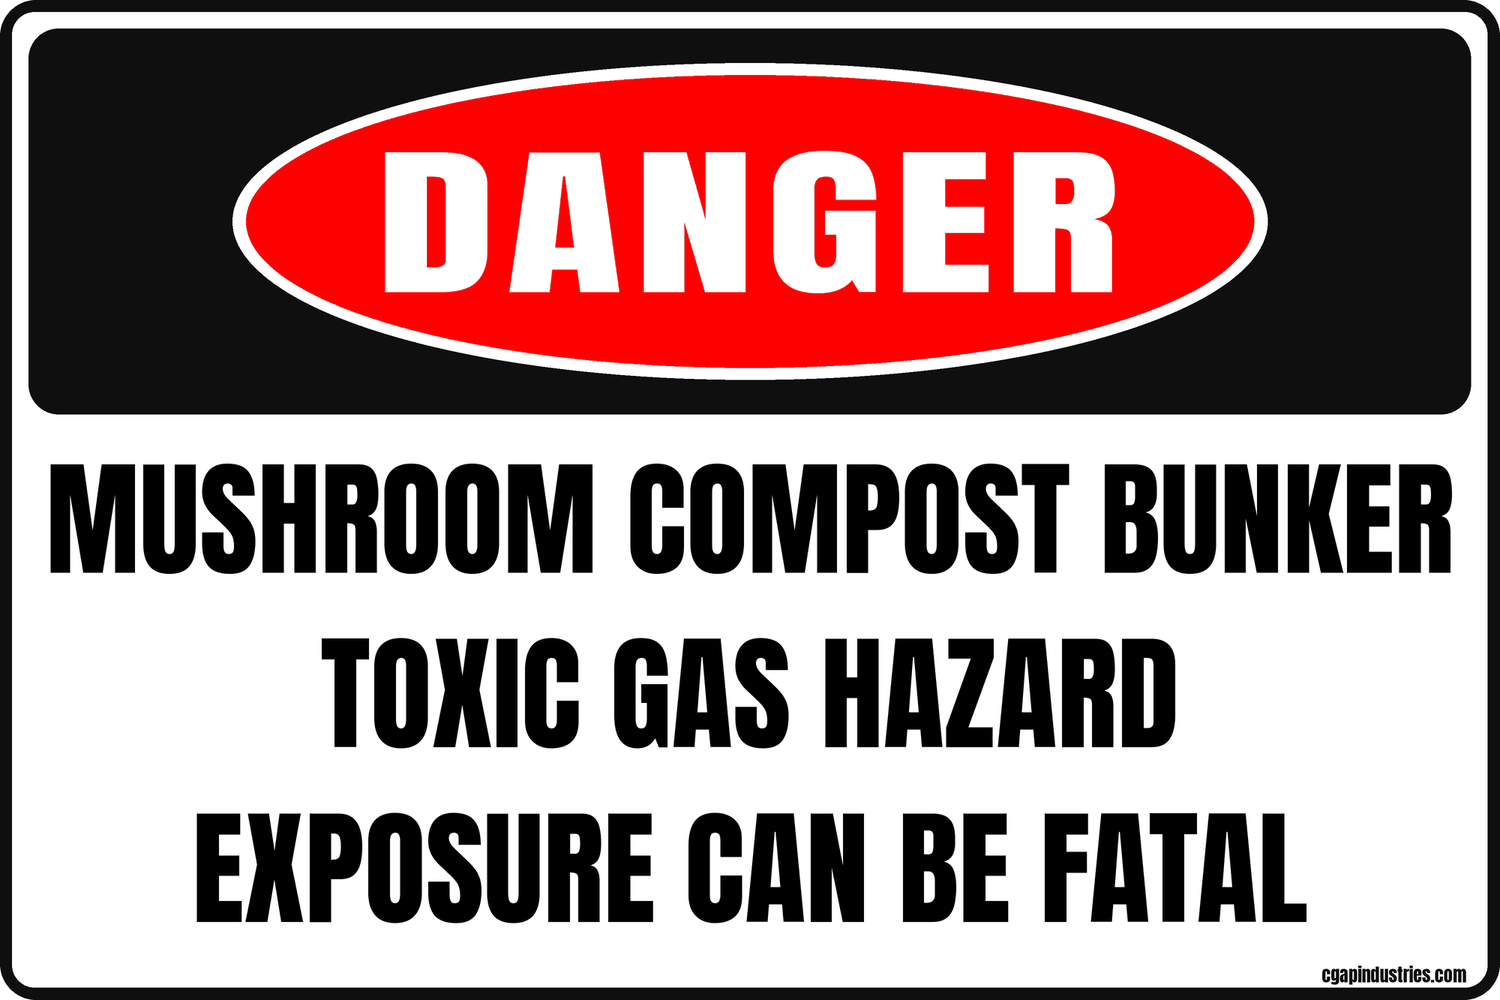 DANGER
MUSHROOM COMPOST BUNKER
TOXIC GAS HAZARD
EXPOSURE CAN BE FATAL
cgapindustries.com